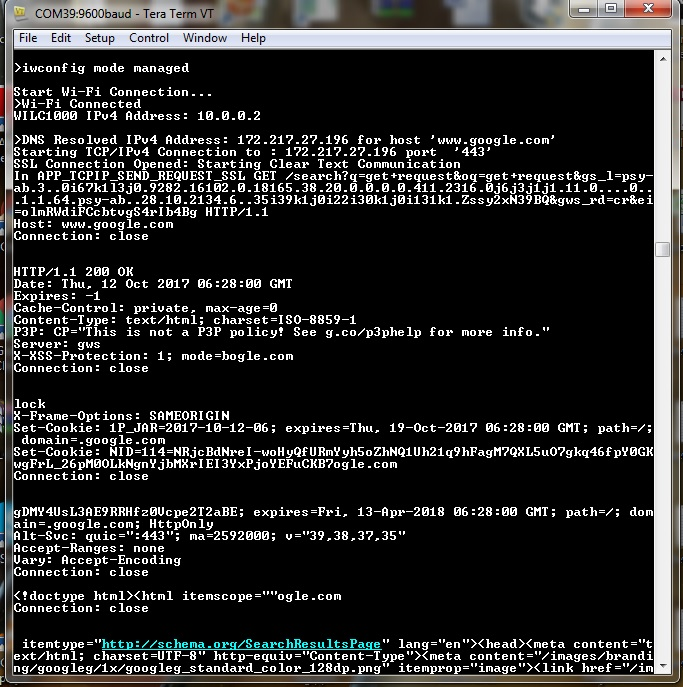 COM39:9600baud - Tera Term VT
File Edit Setup Control Window Help
>iwconfig mode managed
Start Wi-Fi Connection...
>Wi-Fi Connected
WILC1000 IPv4 Address: 10.0.0.2
>DNS Resolved IPv4 Address: 172.217.27.196 for host 'www.google.com'
Starting TCP/IPv4 Connection to : 172.217.27.196 port  '443'
SSL Connection Opened: Starting Clear Text Communication
In APP_TCPIP_SEND_REQUEST_SSL GET /search?q=get+request&oq=get+request&gs_l=psy-
ab.3..0i67k1l3j0.9282.16102.0.18165.38.20.0.0.0.0.411.2316.0j6j3j1j1.11.0....0..
.1.1.64.psy-ab..28.10.2134.6..35i39k1j0i22i30k1j0i131k1.Zssy2xN39BQ&gws_rd=cr&ei
=olmRWdiFCcbtvgS4rIb4Bg HTTP/1.1
Host: www.google.com
Connection: close
HTTP/1.1 200 OK
Date: Thu, 12 Oct 2017 06:28:00 GMT
Expires: -1
Cache-Control: private, max-age=0
Content-Type: text/html; charset=ISO-8859-1
P3P: CP="This is not a P3P policy! See g.co/p3phelp for more info."
Server: gws
X-XSS-Protection: 1; mode=bogle.com
Connection: close
lock
X-Frame-Options: SAMEORIGIN
Set-Cookie: 1P_JAR=2017-10-12-06; expires=Thu, 19-Oct-2017 06:28:00 GMT; path=/;
domain=.google.com
Set-Cookie: NID=114=NRjcBdNreI-woHyQfURmYyh5oZhNQ1Uh21q9hFagM7QXL5uO7gkq46fpY0GK
wgFrL_26pM0OLkNgnYjbMXrIEI3YxPjoYEFuCKB7ogle.com
Connection: close
gDMY4UsL3AE9RRHfz0Vcpe2T2aBE; expires=Fri, 13-Apr-2018 06:28:00 GMT; path=/; dom
ain=.google.com; HttpOnly
Alt-Svc: quic=":443"; ma=2592000; v="39,38,37,35"
Accept-Ranges: none
Vary: Accept-Encoding
Connection: close
<!doctype html><html itemscope=""ogle.com
Connection: close
itemtype="http://schema.org/SearchResultsPage" lang="en"><head><meta content="t
ext/html; charset=UTF-8" http-equiv="Content-Type"><meta content="/images/brandi
ng/googleg/1x/googleg_standard_color_128dp.png" itemprop="image"><link href="/im